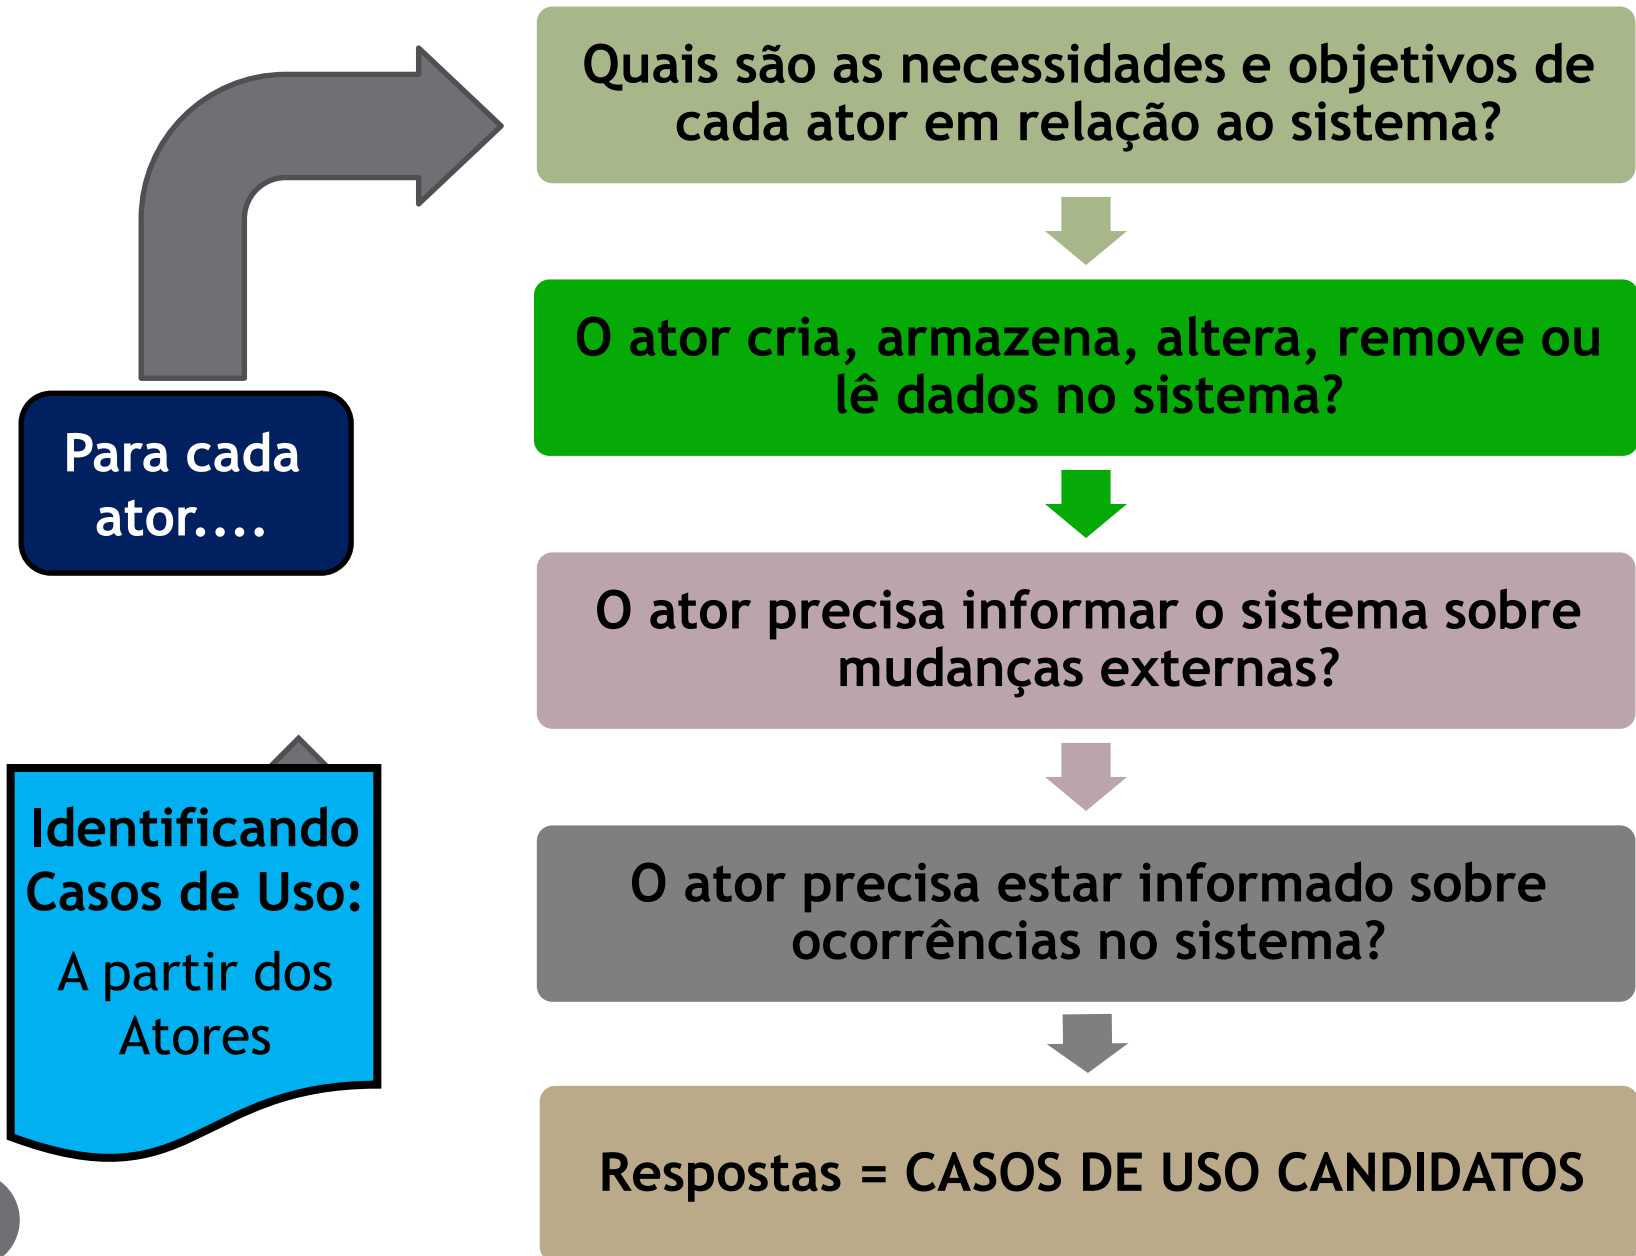 Quais são as necessidades e objetivos de
cada ator em relação ao sistema?
O ator cria, armazena, altera, remove ou
lê dados no sistema?
Para cada
ator....
O ator precisa informar o sistema sobre
mudanças externas?
Identificando
Casos de Uso:
A partir dos
Atores
O ator precisa estar informado sobre
ocorrências no sistema?
Respostas = CASOS DE USO CANDIDATOS